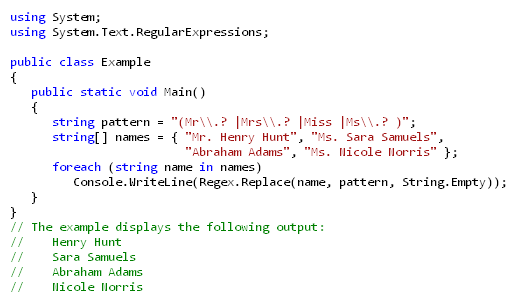 using System;
using System.Text.RegularExpressions;

public class Example
{
   public static void Main()
   {
      string pattern = "(Mr\\.? |Mrs\\.? |Miss |Ms\\.? )";
      string[] names = { "Mr. Henry Hunt", "Ms. Sara Samuels",
                         "Abraham Adams", "Ms. Nicole Norris" };
      foreach (string name in names)
         Console.WriteLine(Regex.Replace(name, pattern, String.Empty));
   }
}
// The example displays the following output:
//    Henry Hunt
//    Sara Samuels
//    Abraham Adams
//    Nicole Norris